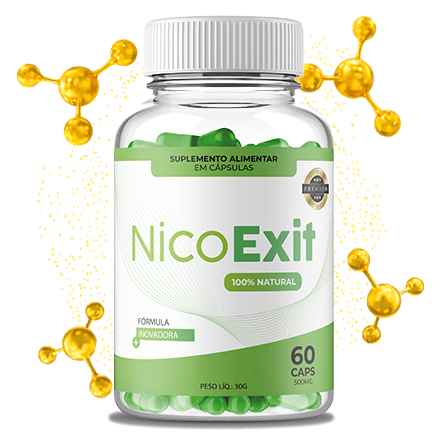 SUPLEMENTO ALIMENTAR
EM CÁPSULAS
PREMIUM
NicoExit
100% NATURAL
FÓRMULA
INOVADORA
+
60
CAPS
500MG
PESO LÍQ.: 30G